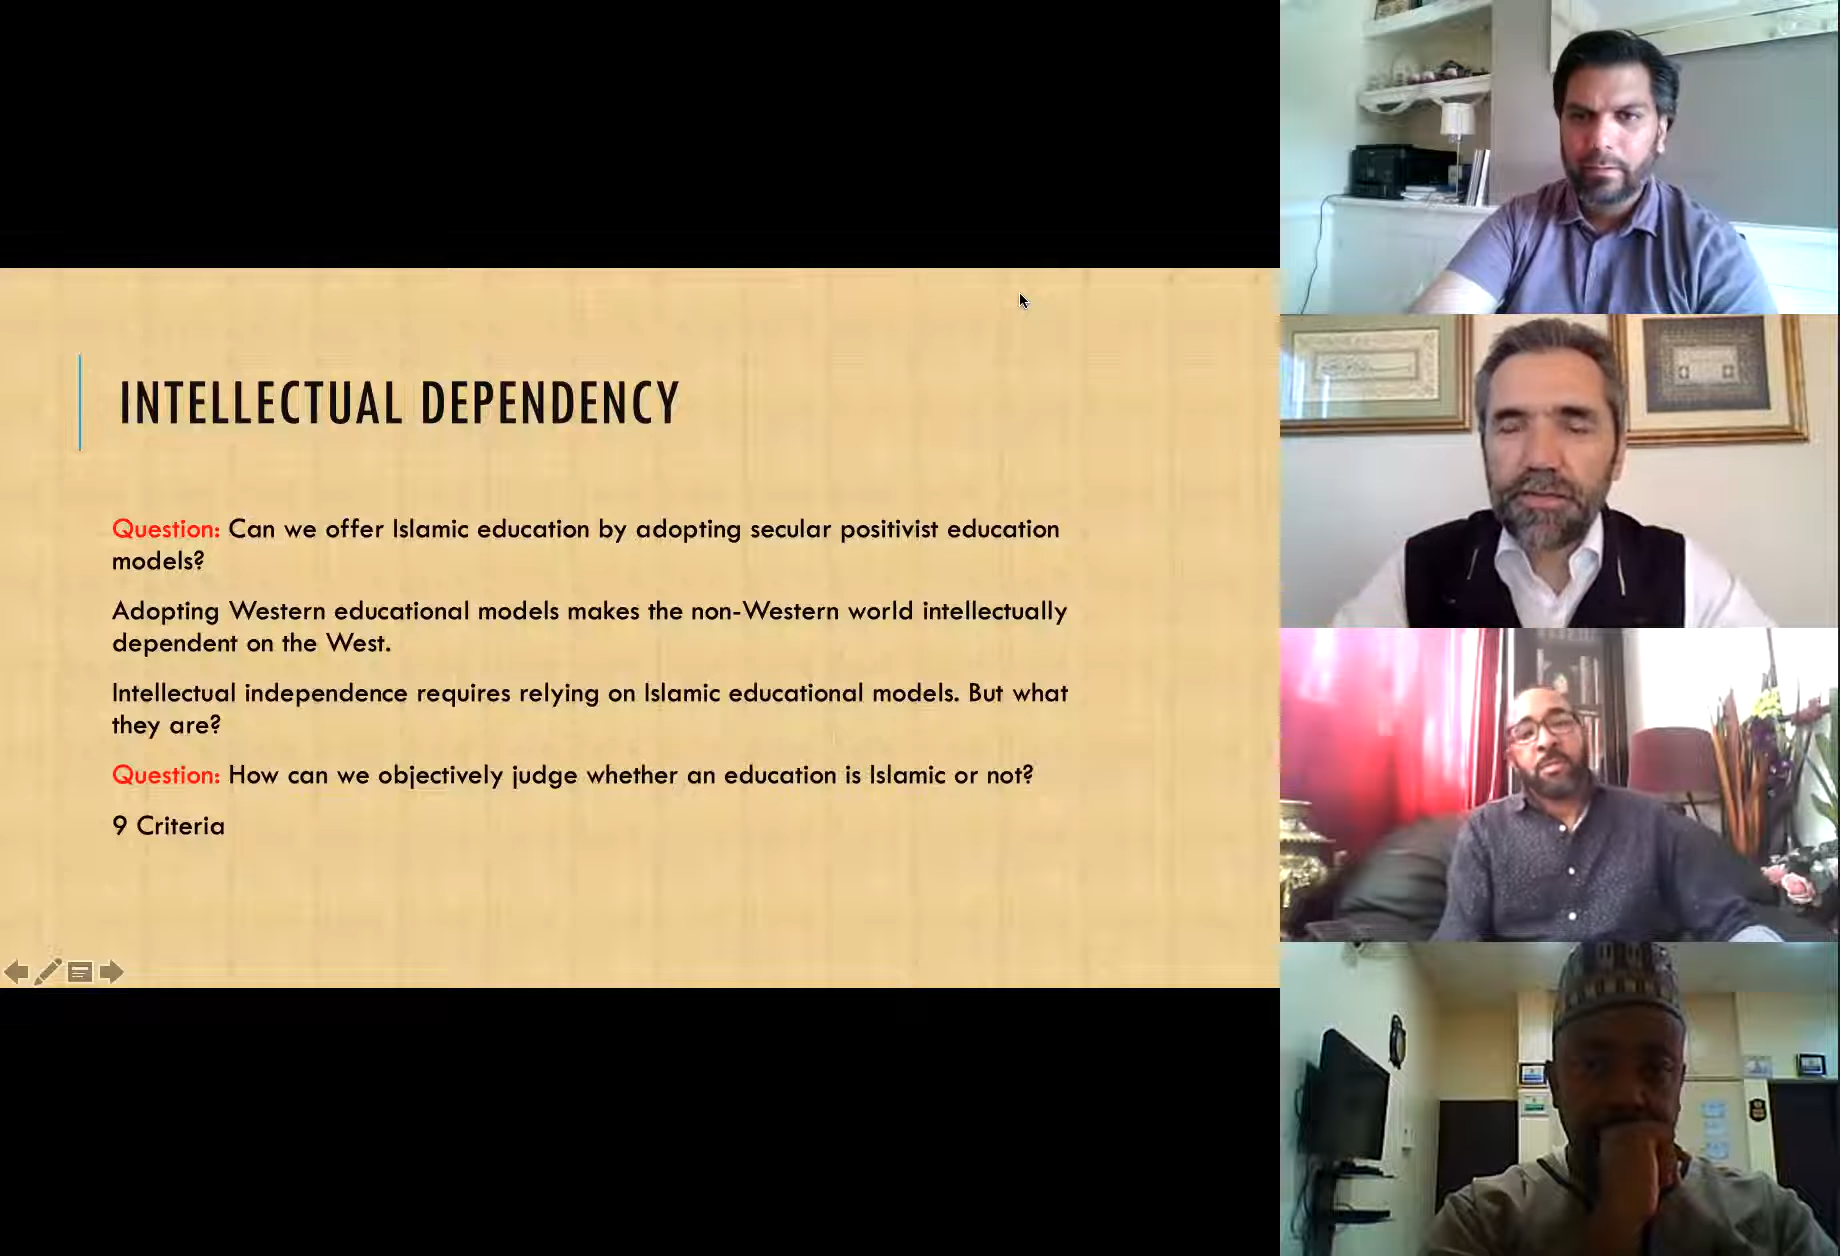 INTELLECTUAL DEPENDENCY
Question: Can we offer Islamic education by adopting secular positivist education
models?
Adopting Western educational models makes the non-Western world intellectually
dependent on the West.
Intellectual independence requires relying on Islamic educational models. But what
they are?
Question: How can we objectively judge whether an education is Islamic or not?
9 Criteria